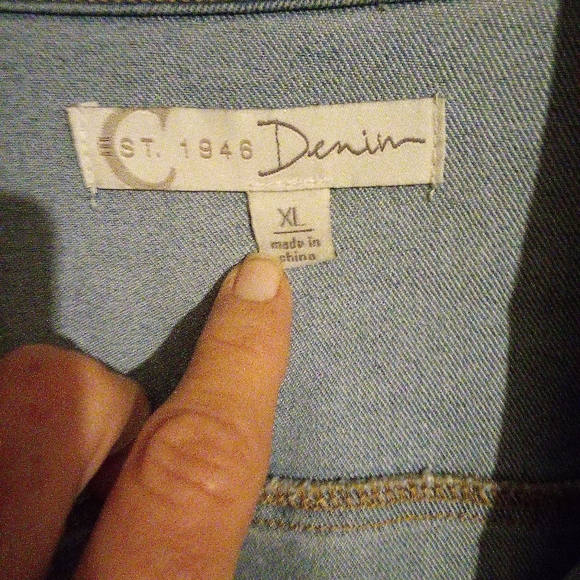 C EST. 1946 Denim
XL
made in
china